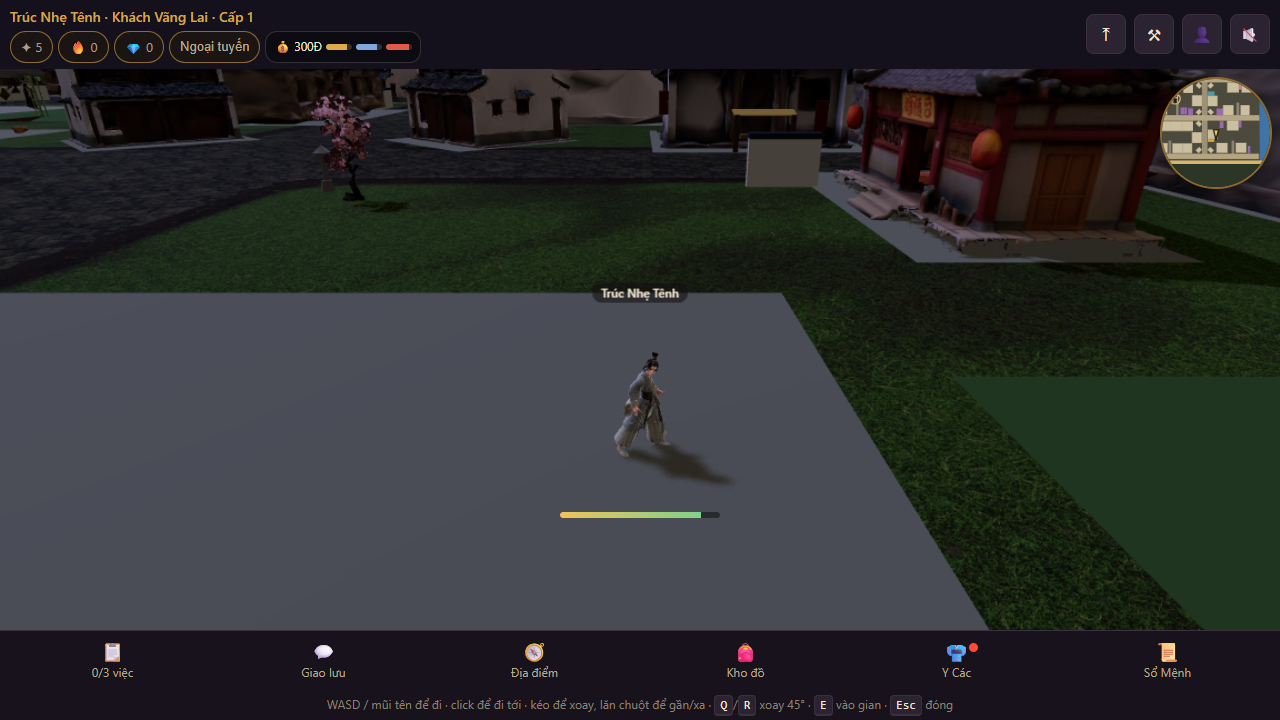 Trúc Nhẹ Tênh · Khách Vãng Lai · Cấp 1
5
0
0
Ngoại tuyến
300Đ
Trúc Nhẹ Tênh
0/3 việc
Giao lưu
Địa điểm
Kho đồ
Y Các
Sổ Mệnh
WASD / mũi tên để đi · click để đi tới · kéo để xoay, lăn chuột để gần/xa · Q / R xoay 45° · E vào gian · Esc đóng